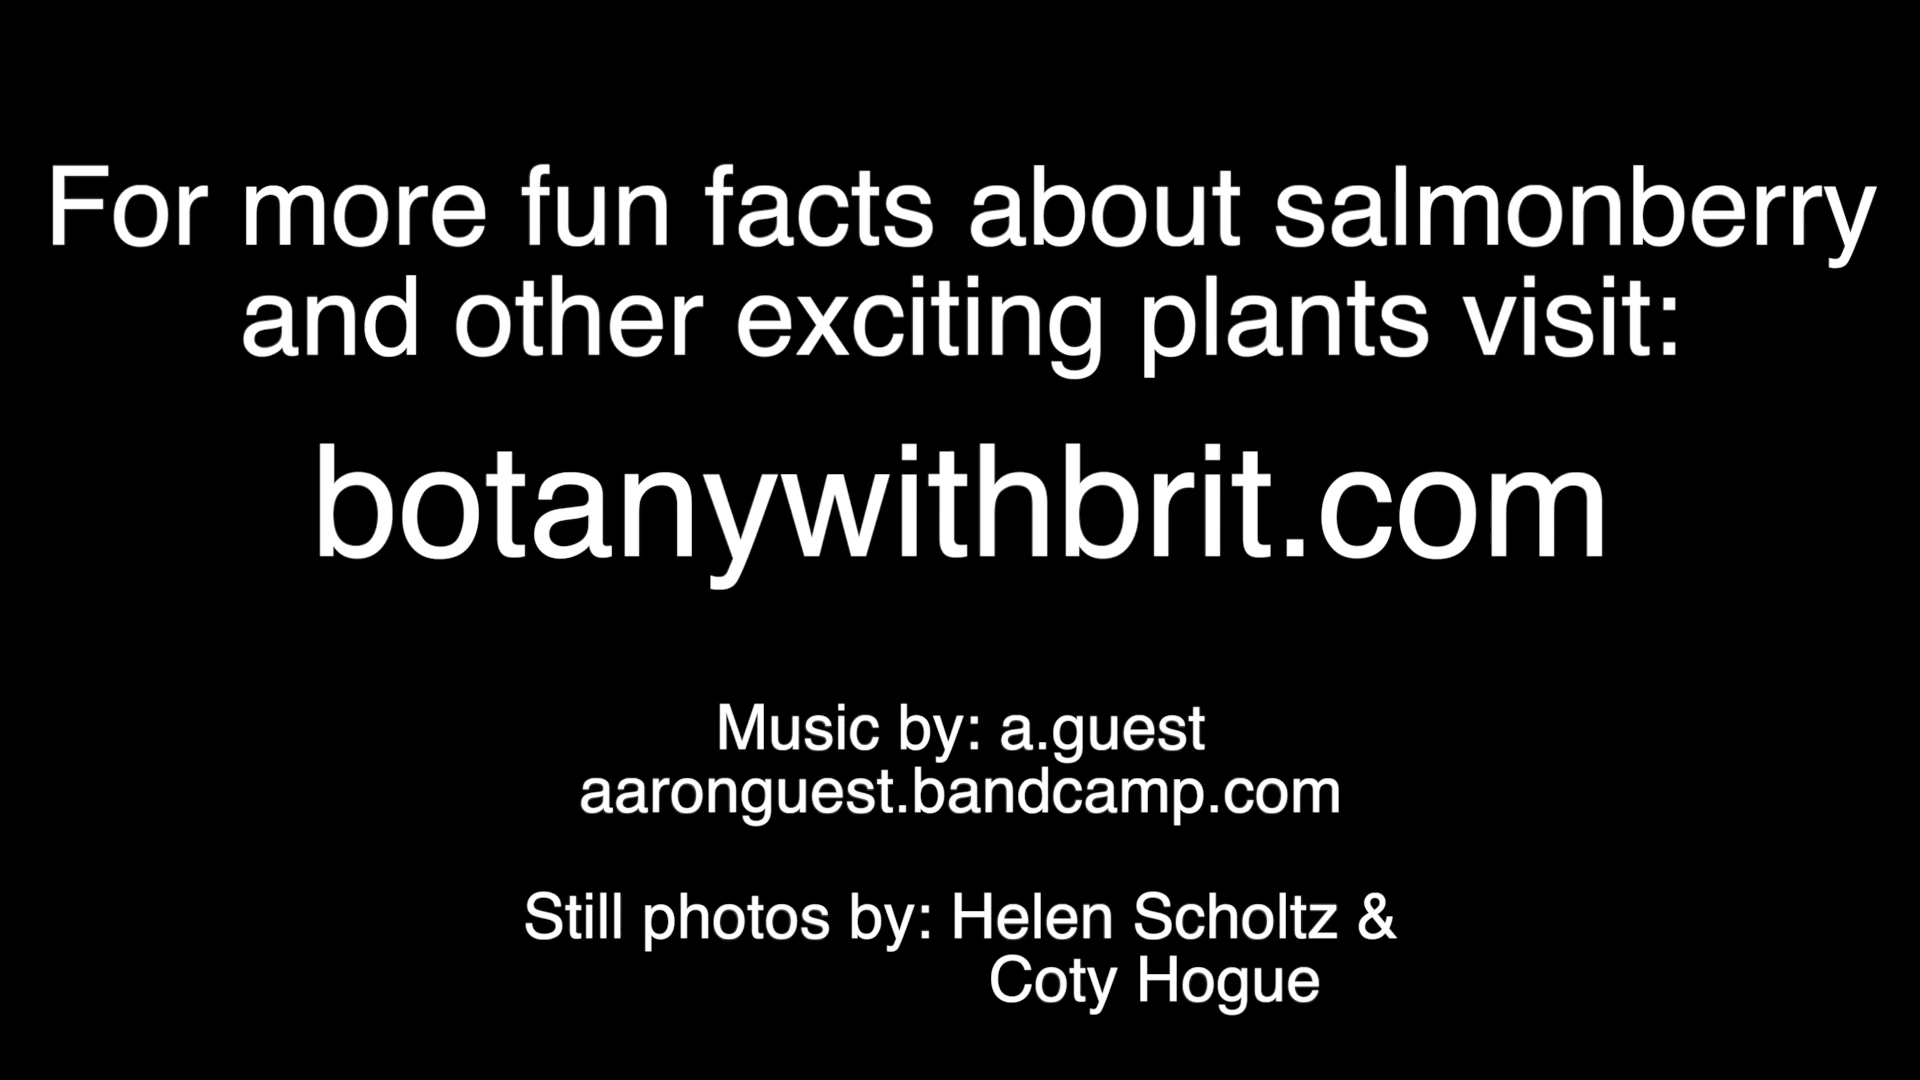 For more fun facts about salmonberry
and other exciting plants visit:
botanywithbrit.com
Music by: a.guest
aaronguest.bandcamp.com
Still photos by: Helen Scholtz &
Coty Hogue